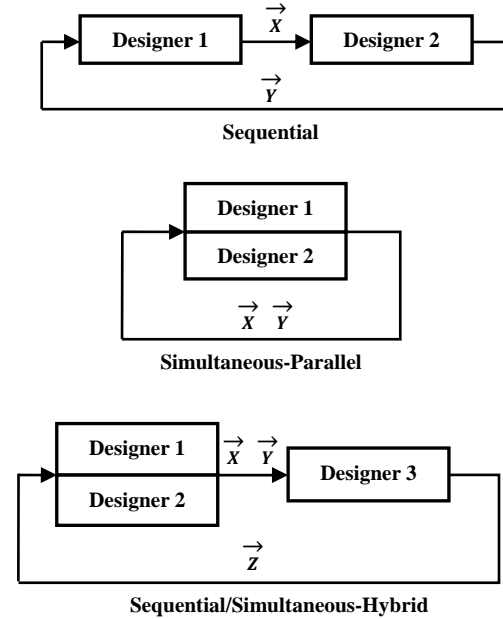 X⃗
Designer 1 Designer 2
Y⃗
Sequential
Designer 1
Designer 2
X⃗ Y⃗
Simultaneous-Parallel
Designer 1
X⃗ Y⃗
Designer 3
Designer 2
Z⃗
Sequential/Simultaneous-Hybrid